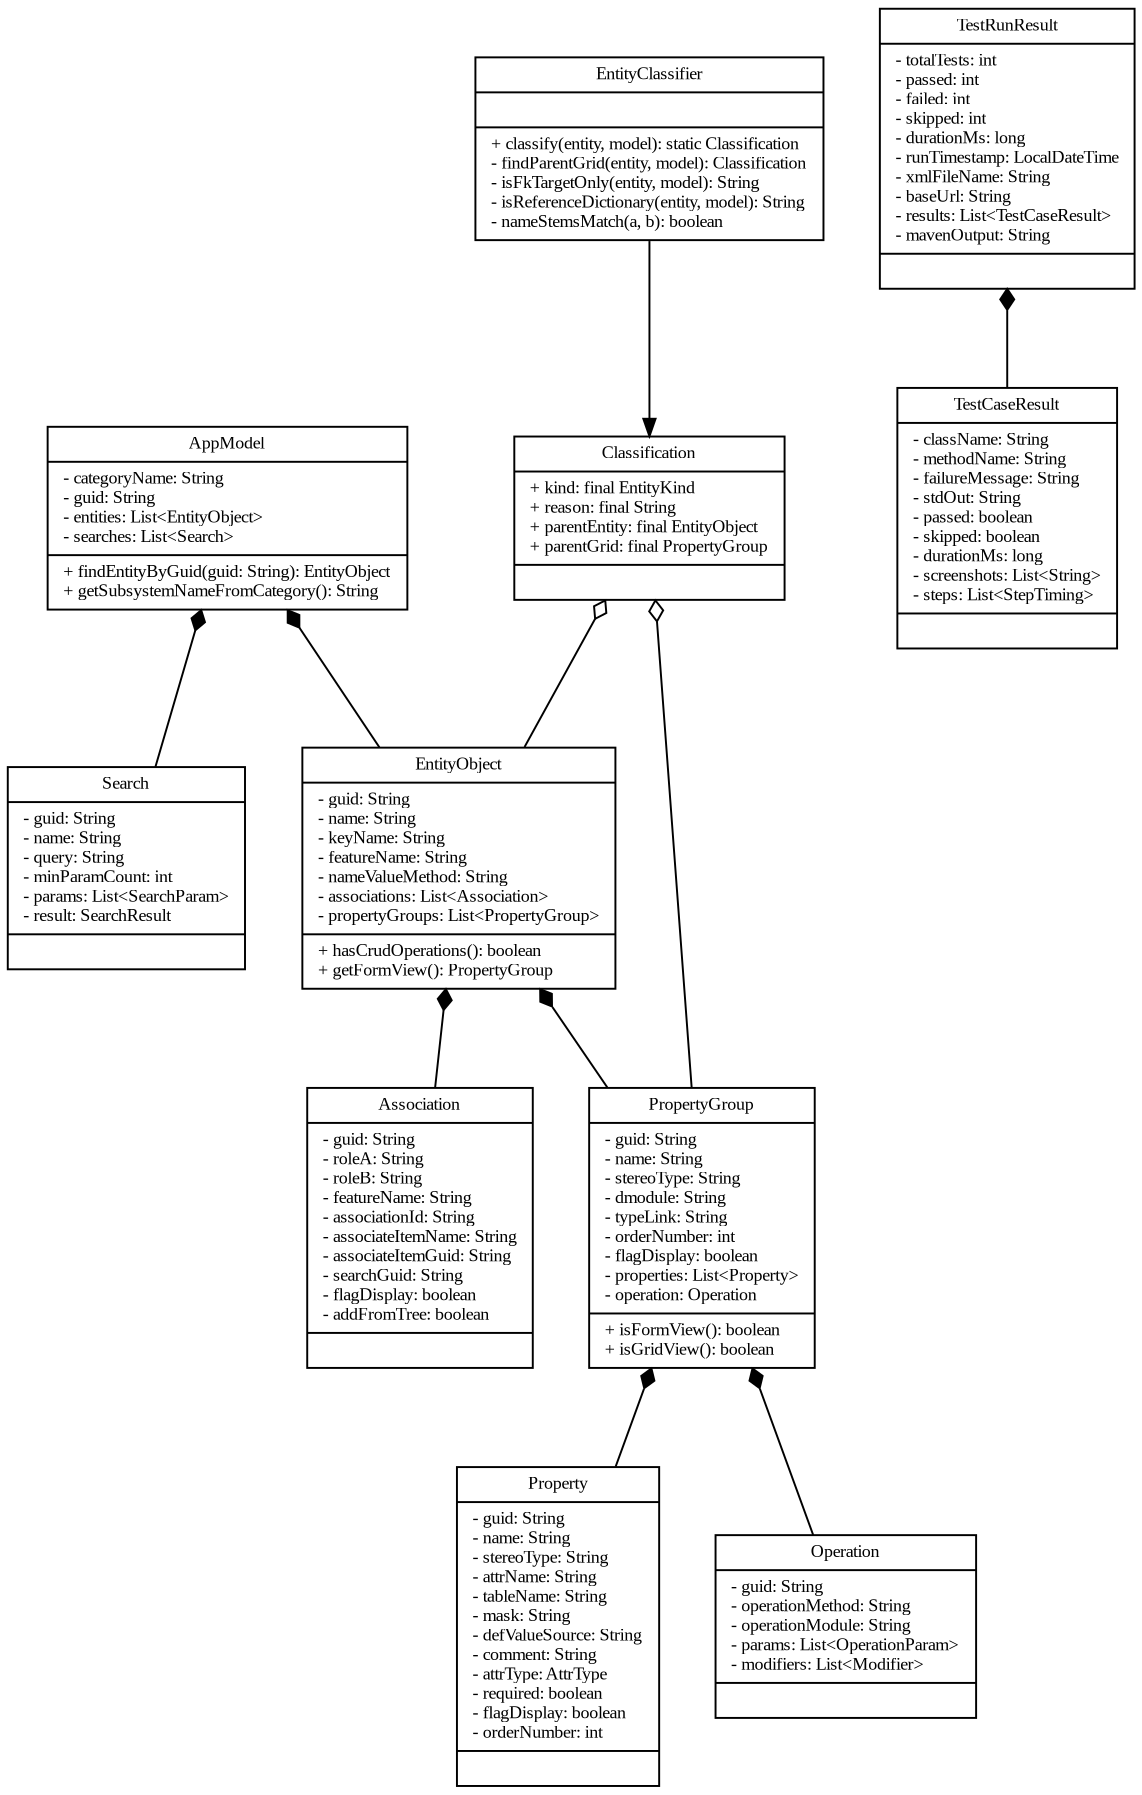 TestRunResult
- totalTests: int
- passed: int
- failed: int
- skipped: int
- durationMs: long
- runTimestamp: LocalDateTime
- xmlFileName: String
- baseUrl: String
- results: List<TestCaseResult>
- mavenOutput: String
EntityClassifier
+ classify(entity, model): static Classification
- findParentGrid(entity, model): Classification
- isFkTargetOnly(entity, model): String
- isReferenceDictionary(entity, model): String
- nameStemsMatch(a, b): boolean
TestCaseResult
- className: String
- methodName: String
- failureMessage: String
- stdOut: String
- passed: boolean
- skipped: boolean
- durationMs: long
- screenshots: List<String>
- steps: List<StepTiming>
AppModel
- categoryName: String
- guid: String
- entities: List<EntityObject>
- searches: List<Search>
+ findEntityByGuid(guid: String): EntityObject
+ getSubsystemNameFromCategory(): String
Classification
+ kind: final EntityKind
+ reason: final String
+ parentEntity: final EntityObject
+ parentGrid: final PropertyGroup
Search
- guid: String
- name: String
- query: String
- minParamCount: int
- params: List<SearchParam>
- result: SearchResult
EntityObject
- guid: String
- name: String
- keyName: String
- featureName: String
- nameValueMethod: String
- associations: List<Association>
- propertyGroups: List<PropertyGroup>
+ hasCrudOperations(): boolean
+ getFormView(): PropertyGroup
Association
- guid: String
- roleA: String
- roleB: String
- featureName: String
- associationId: String
- associateItemName: String
- associateItemGuid: String
- searchGuid: String
- flagDisplay: boolean
- addFromTree: boolean
PropertyGroup
- guid: String
- name: String
- stereoType: String
- dmodule: String
- typeLink: String
- orderNumber: int
- flagDisplay: boolean
- properties: List<Property>
- operation: Operation
+ isFormView(): boolean
+ isGridView(): boolean
Property
- guid: String
- name: String
- stereoType: String
- attrName: String
- tableName: String
- mask: String
- defValueSource: String
- comment: String
- attrType: AttrType
- required: boolean
- flagDisplay: boolean
- orderNumber: int
Operation
- guid: String
- operationMethod: String
- operationModule: String
- params: List<OperationParam>
- modifiers: List<Modifier>